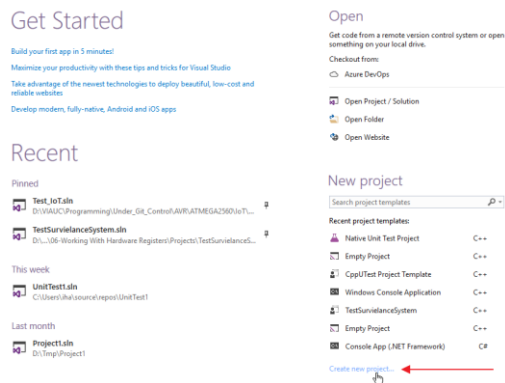 Get Started
Build your first app in 5 minutes!
Maximize your productivity with these tips and tricks for Visual Studio
Take advantage of the newest technologies to deploy beautiful, low-cost and
reliable websites
Develop modern, fully-native, Android and iOS apps
Recent
Pinned
Test_IoT.sln
D:\VIAUC\Programming\Under_Git_Control\AVR\ATMEGA2560\IoT\...
TestSurvielanceSystem.sln
D:\...\06-Working With Hardware Registers\Projects\TestSurvielanceS...
This week
UnitTest1.sln
C:\Users\iha\source\repos\UnitTest1
Last month
Project1.sln
D:\Tmp\Project1
Open
Get code from a remote version control system or open
something on your local drive.
Checkout from:
Azure DevOps
Open Project / Solution
Open Folder
Open Website
New project
Search project templates
Recent project templates:
Native Unit Test Project C++
Empty Project C++
CppUTest Project Template C++
Windows Console Application C++
TestSurvielanceSystem C++
Empty Project C++
Console App (.NET Framework) C#
Create new project...